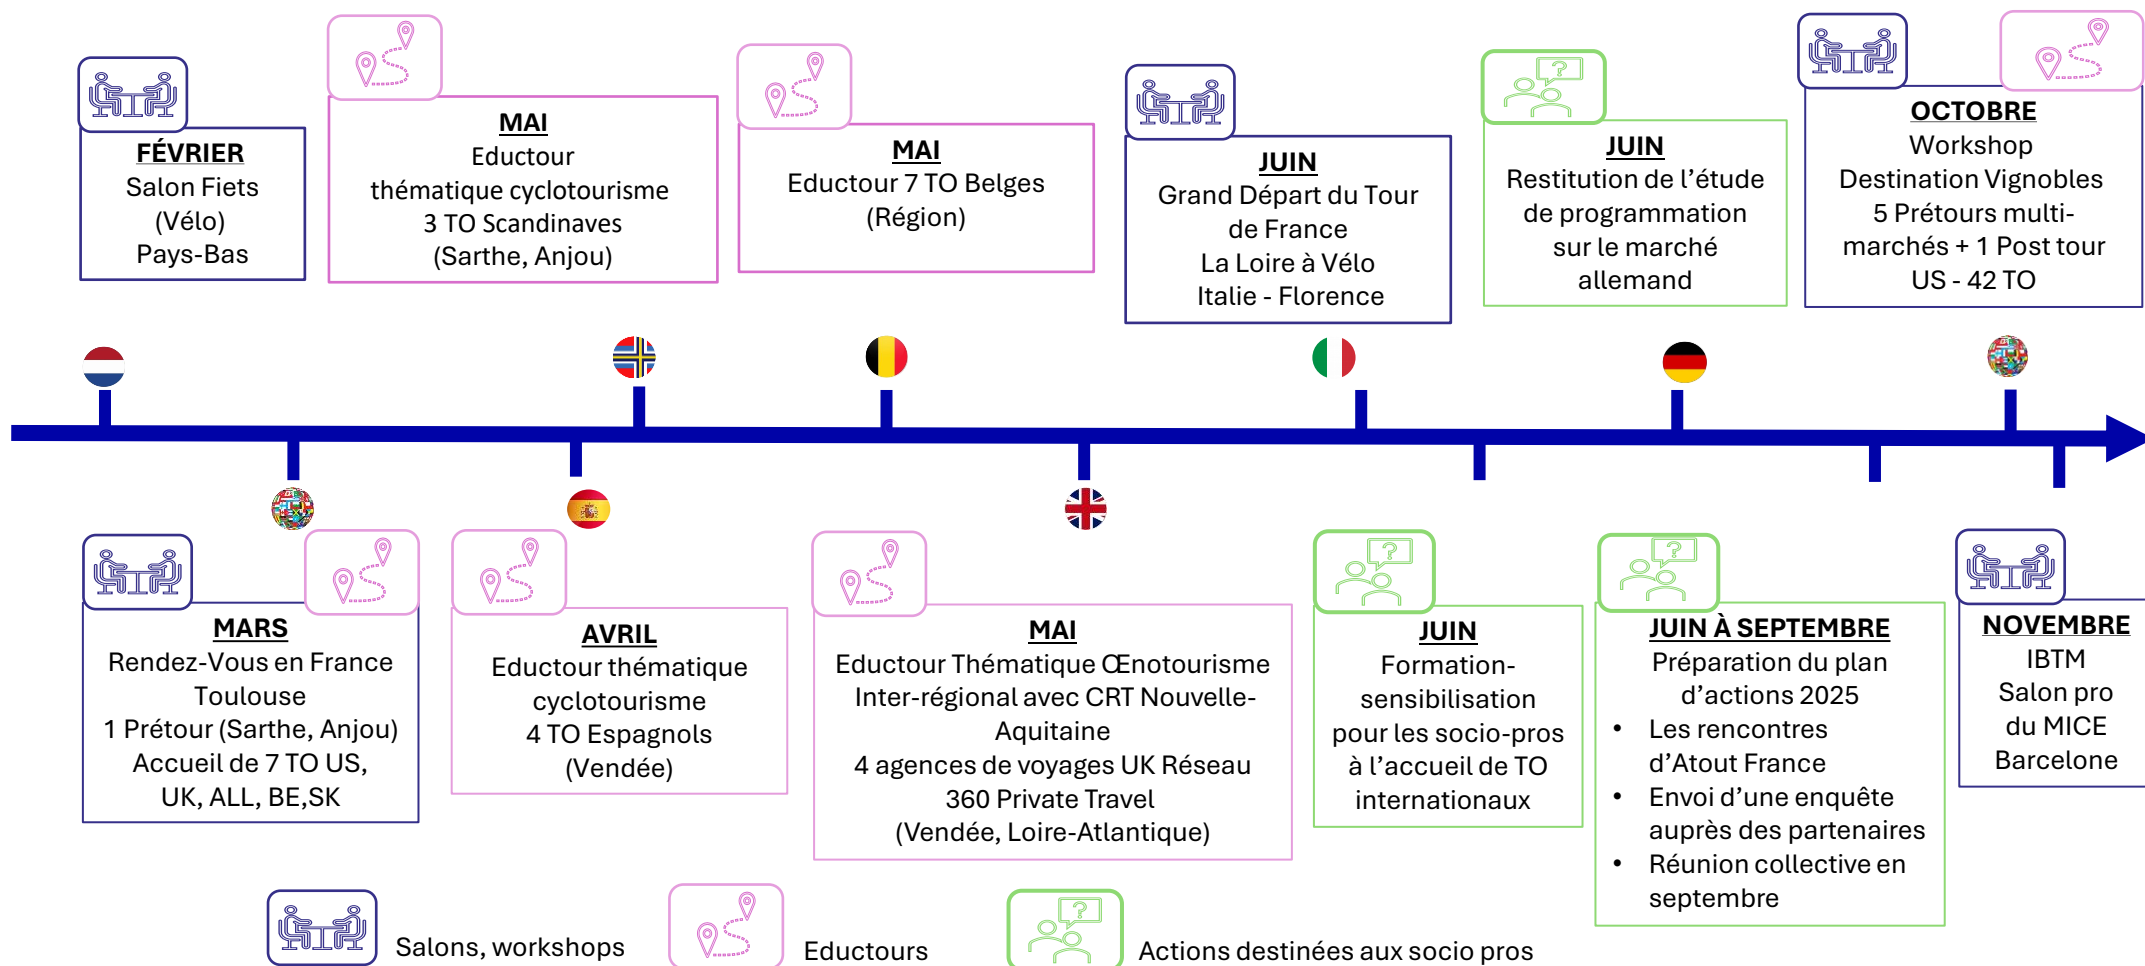 FÉVRIER
Salon Fiets
(Vélo)
Pays-Bas
MAI
Eductour
thématique cyclotourisme
3 TO Scandinaves
(Sarthe, Anjou)
MAI
Eductour 7 TO Belges
(Région)
JUIN
Grand Départ du Tour
de France
La Loire à Vélo
Italie - Florence
JUIN
Restitution de l’étude
de programmation
sur le marché
allemand
OCTOBRE
Workshop
Destination Vignobles
5 Prétours multi-
marchés + 1 Post tour
US - 42 TO
MARS
Rendez-Vous en France
Toulouse
1 Prétour (Sarthe, Anjou)
Accueil de 7 TO US,
UK, ALL, BE,SK
AVRIL
Eductour thématique
cyclotourisme
4 TO Espagnols
(Vendée)
MAI
Eductour Thématique Œnotourisme
Inter-régional avec CRT Nouvelle-
Aquitaine
4 agences de voyages UK Réseau
360 Private Travel
(Vendée, Loire-Atlantique)
JUIN
Formation-
sensibilisation
pour les socio-pros
à l’accueil de TO
internationaux
JUIN À SEPTEMBRE
Préparation du plan
d’actions 2025
• Les rencontres
d’Atout France
• Envoi d’une enquête
auprès des partenaires
• Réunion collective en
septembre
NOVEMBRE
IBTM
Salon pro
du MICE
Barcelone
Salons, workshops
Eductours
Actions destinées aux socio pros